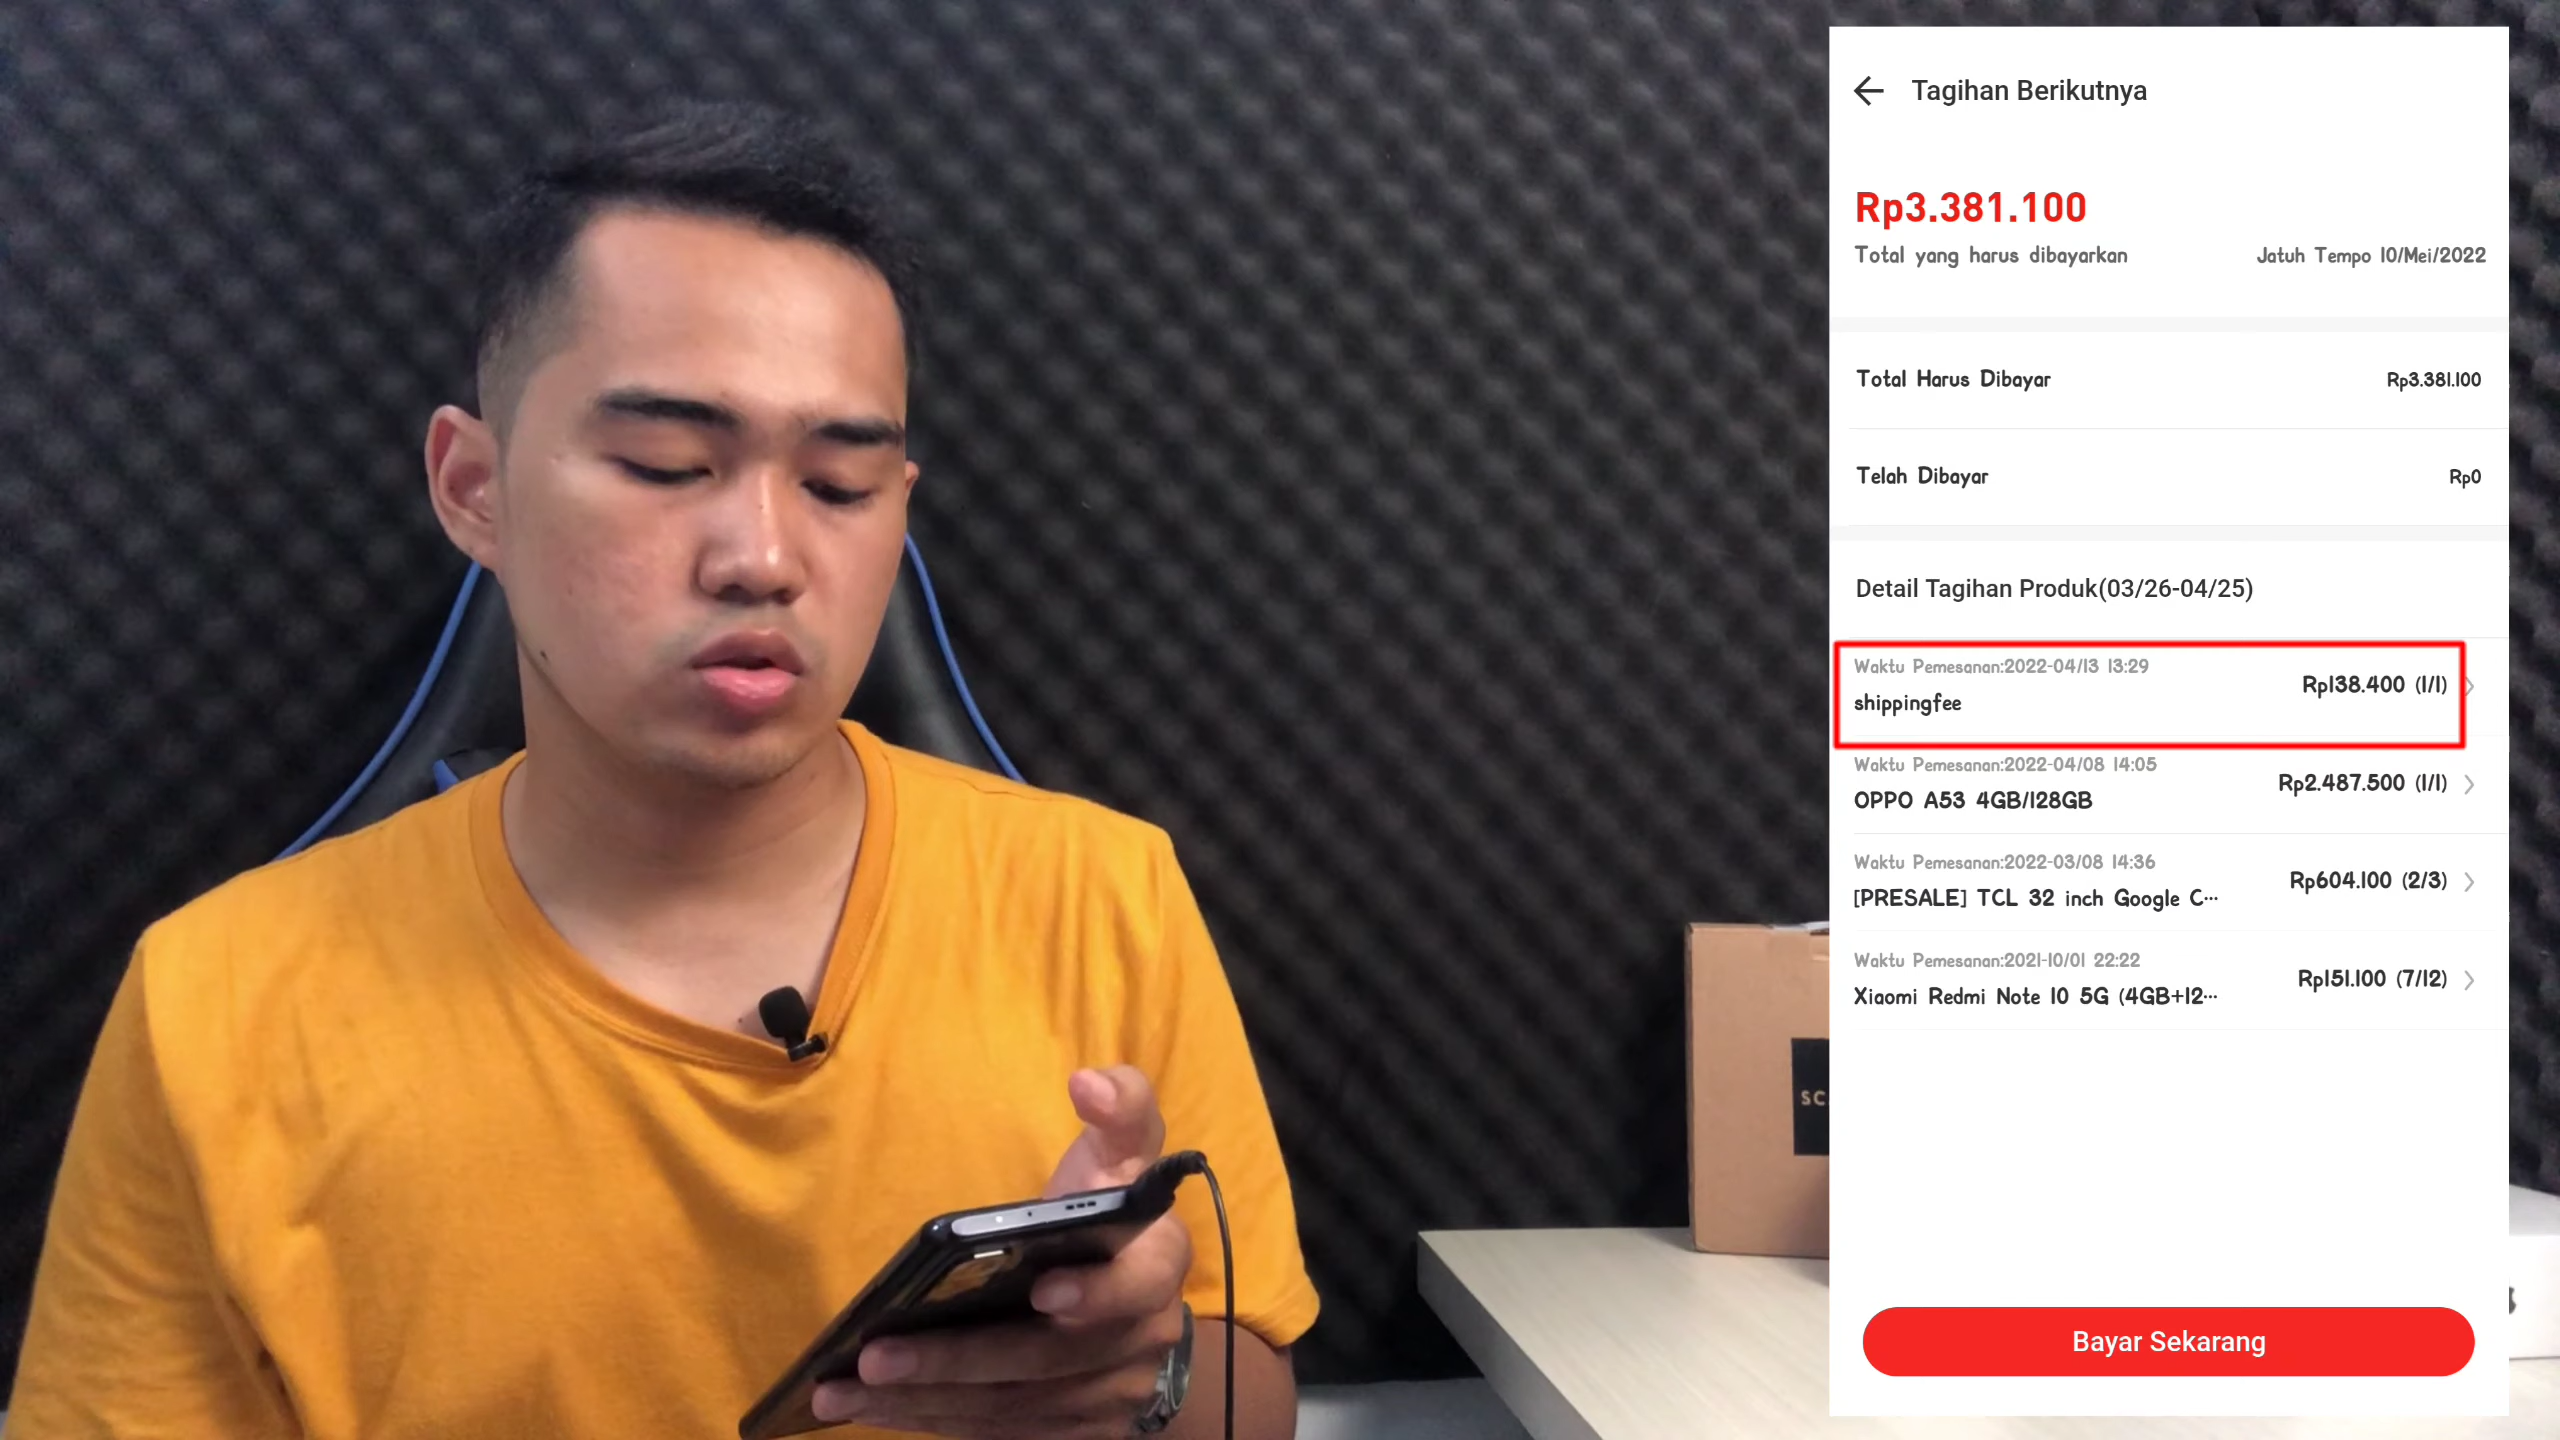 Tagihan Berikutnya
Rp3.381.100
Total yang harus dibayarkan
Jatuh Tempo 10/Mei/2022
Total Harus Dibayar
Rp3.381.100
Telah Dibayar
Rp0
Detail Tagihan Produk(03/26-04/25)
Waktu Pemesanan:2022-04/13 13:29
shippingfee
Rp138.400 (1/1)
Waktu Pemesanan:2022-04/08 14:05
OPPO A53 4GB/128GB
Rp2.487.500 (1/1)
Waktu Pemesanan:2022-03/08 14:36
[PRESALE] TCL 32 inch Google C...
Rp604.100 (2/3)
Waktu Pemesanan:2021-10/01 22:22
Xiaomi Redmi Note 10 5G (4GB+12...
Rp151.100 (7/12)
SC
Bayar Sekarang